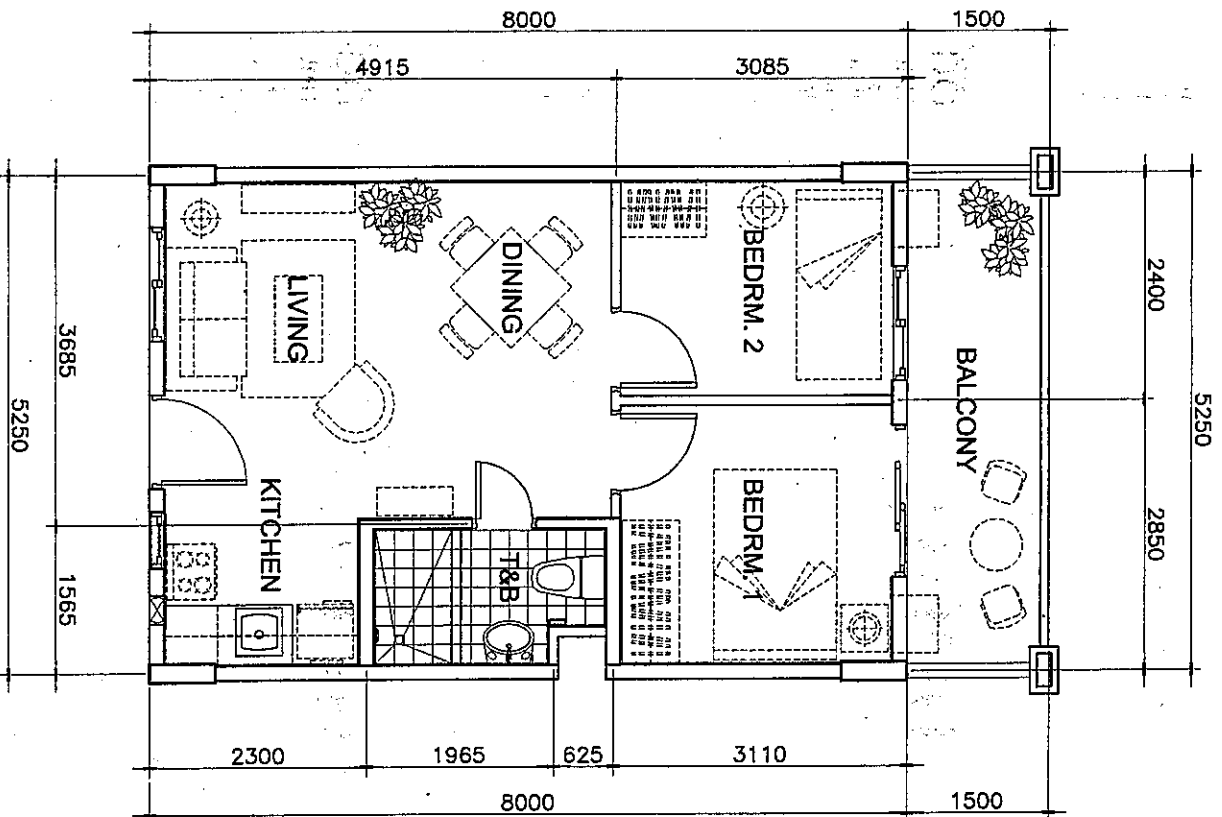 8000
1500
4915
3085
2400
5250
2850
3685
5250
1565
DINING
LIVING
BEDRM. 2
BALCONY
KITCHEN
T&B
BEDRM. 1
2300
1965
625
3110
8000
1500